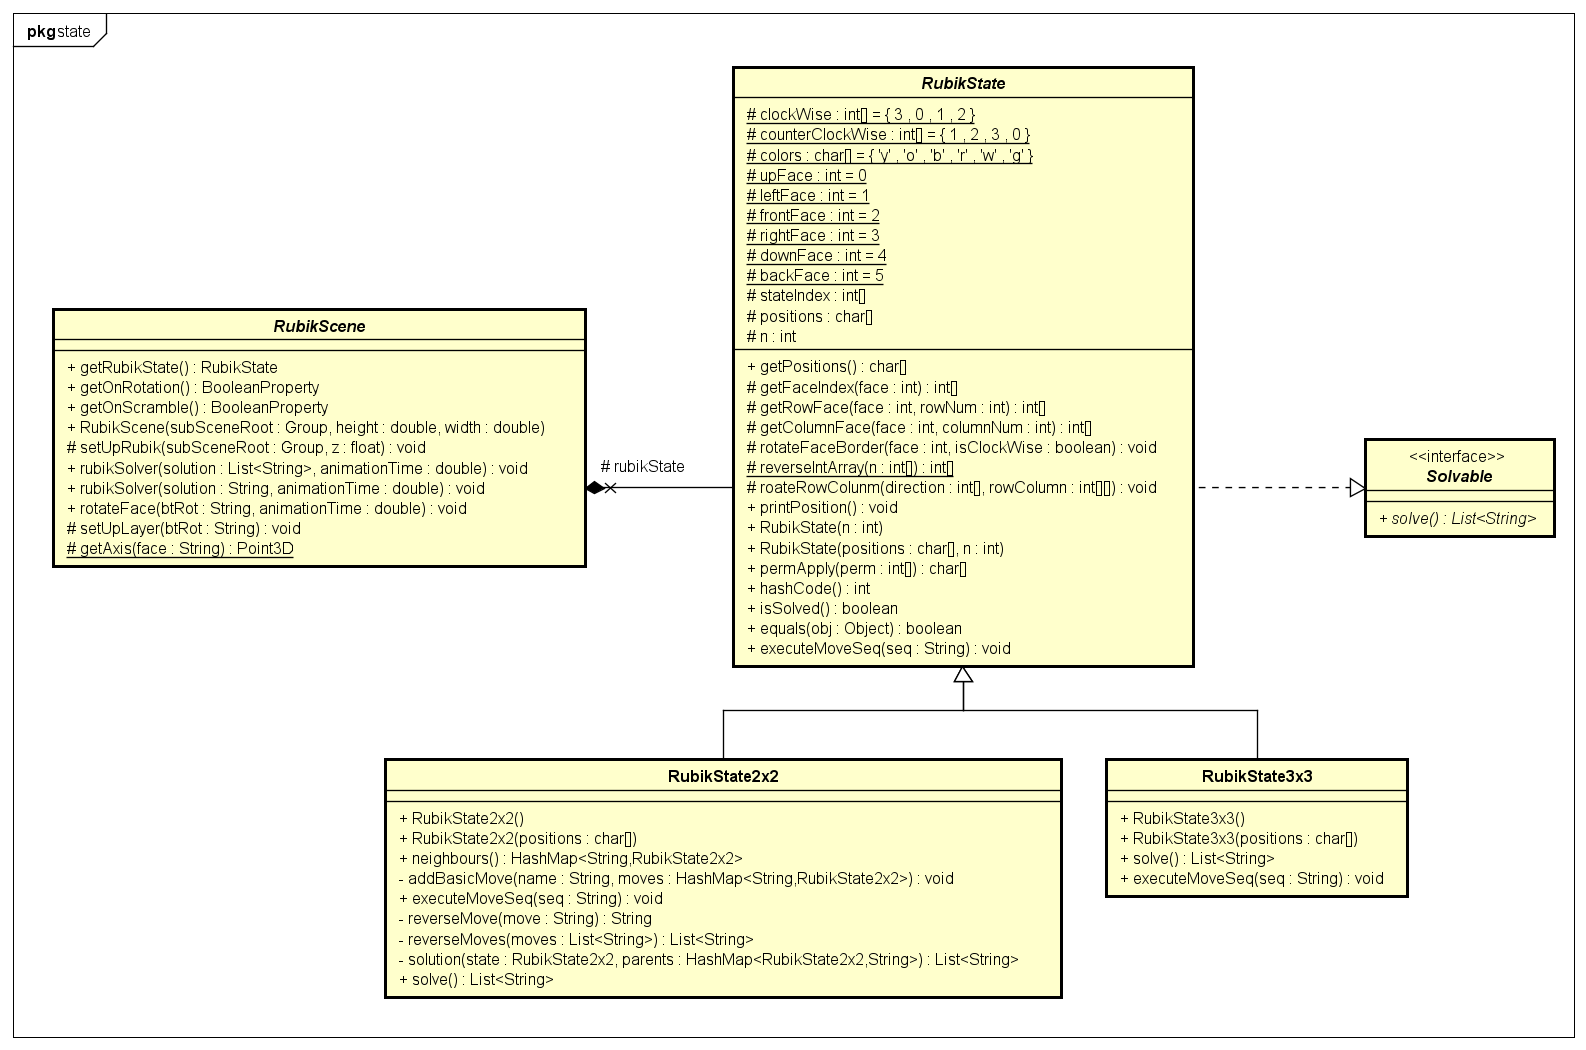 pkg state
RubikState
# clockWise : int[] = { 3 , 0 , 1 , 2 }
# counterClockWise : int[] = { 1 , 2 , 3 , 0 }
# colors : char[] = { 'y' , 'o' , 'b' , 'r' , 'w' , 'g' }
# upFace : int = 0
# leftFace : int = 1
# frontFace : int = 2
# rightFace : int = 3
# downFace : int = 4
# backFace : int = 5
# stateIndex : int[]
# positions : char[]
# n : int
+ getPositions() : char[]
# getFaceIndex(face : int) : int[]
# getRowFace(face : int, rowNum : int) : int[]
# getColumnFace(face : int, columnNum : int) : int[]
# rotateFaceBorder(face : int, isClockWise : boolean) : void
# reverseIntArray(n : int[]) : int[]
# roateRowColunm(direction : int[], rowColumn : int[][]) : void
+ printPosition() : void
+ RubikState(n : int)
+ RubikState(positions : char[], n : int)
+ permApply(perm : int[]) : char[]
+ hashCode() : int
+ isSolved() : boolean
+ equals(obj : Object) : boolean
+ executeMoveSeq(seq : String) : void
RubikScene
+ getRubikState() : RubikState
+ getOnRotation() : BooleanProperty
+ getOnScramble() : BooleanProperty
+ RubikScene(subSceneRoot : Group, height : double, width : double)
# setUpRubik(subSceneRoot : Group, z : float) : void
+ rubikSolver(solution : List<String>, animationTime : double) : void
+ rubikSolver(solution : String, animationTime : double) : void
+ rotateFace(btRot : String, animationTime : double) : void
# setUpLayer(btRot : String) : void
# getAxis(face : String) : Point3D
# rubikState
<<interface>>
Solvable
+ solve() : List<String>
RubikState2x2
+ RubikState2x2()
+ RubikState2x2(positions : char[])
+ neighbours() : HashMap<String,RubikState2x2>
- addBasicMove(name : String, moves : HashMap<String,RubikState2x2>) : void
+ executeMoveSeq(seq : String) : void
- reverseMove(move : String) : String
- reverseMoves(moves : List<String>) : List<String>
- solution(state : RubikState2x2, parents : HashMap<RubikState2x2,String>) : List<String>
+ solve() : List<String>
RubikState3x3
+ RubikState3x3()
+ RubikState3x3(positions : char[])
+ solve() : List<String>
+ executeMoveSeq(seq : String) : void